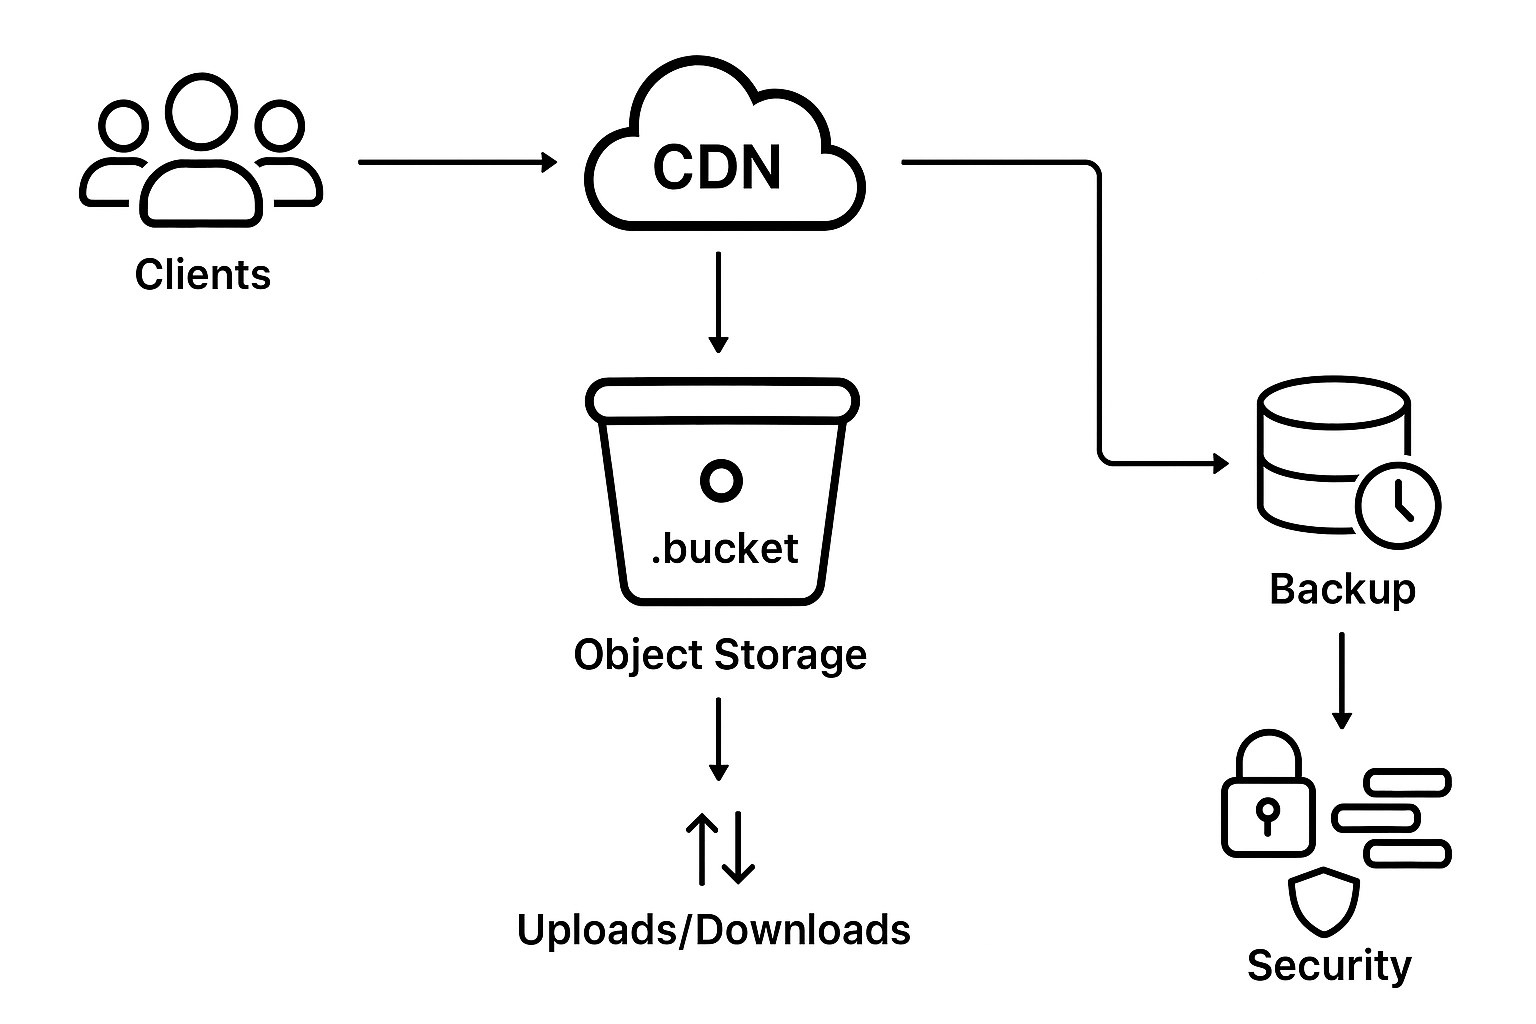 CDN
Clients
.bucket
Backup
Object Storage
Uploads/Downloads
Security